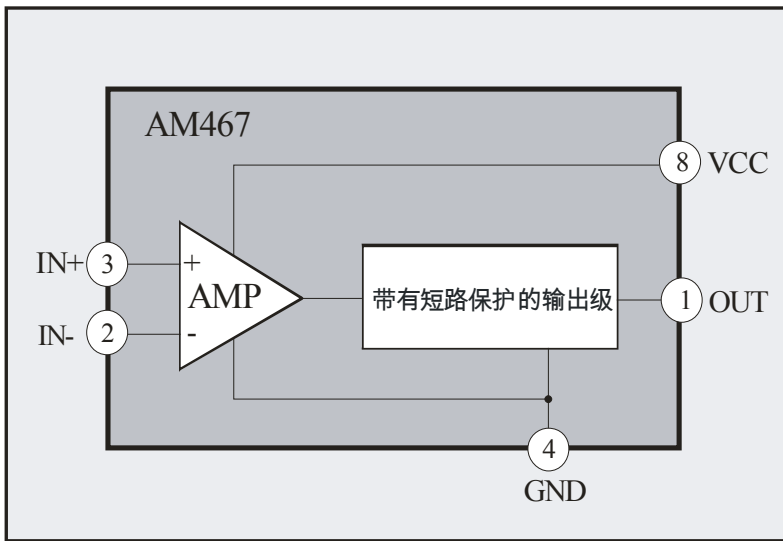 AM467
8 VCC
IN+ 3
+
AMP
带有短路保护的输出级
1 OUT
IN- 2
-
4
GND